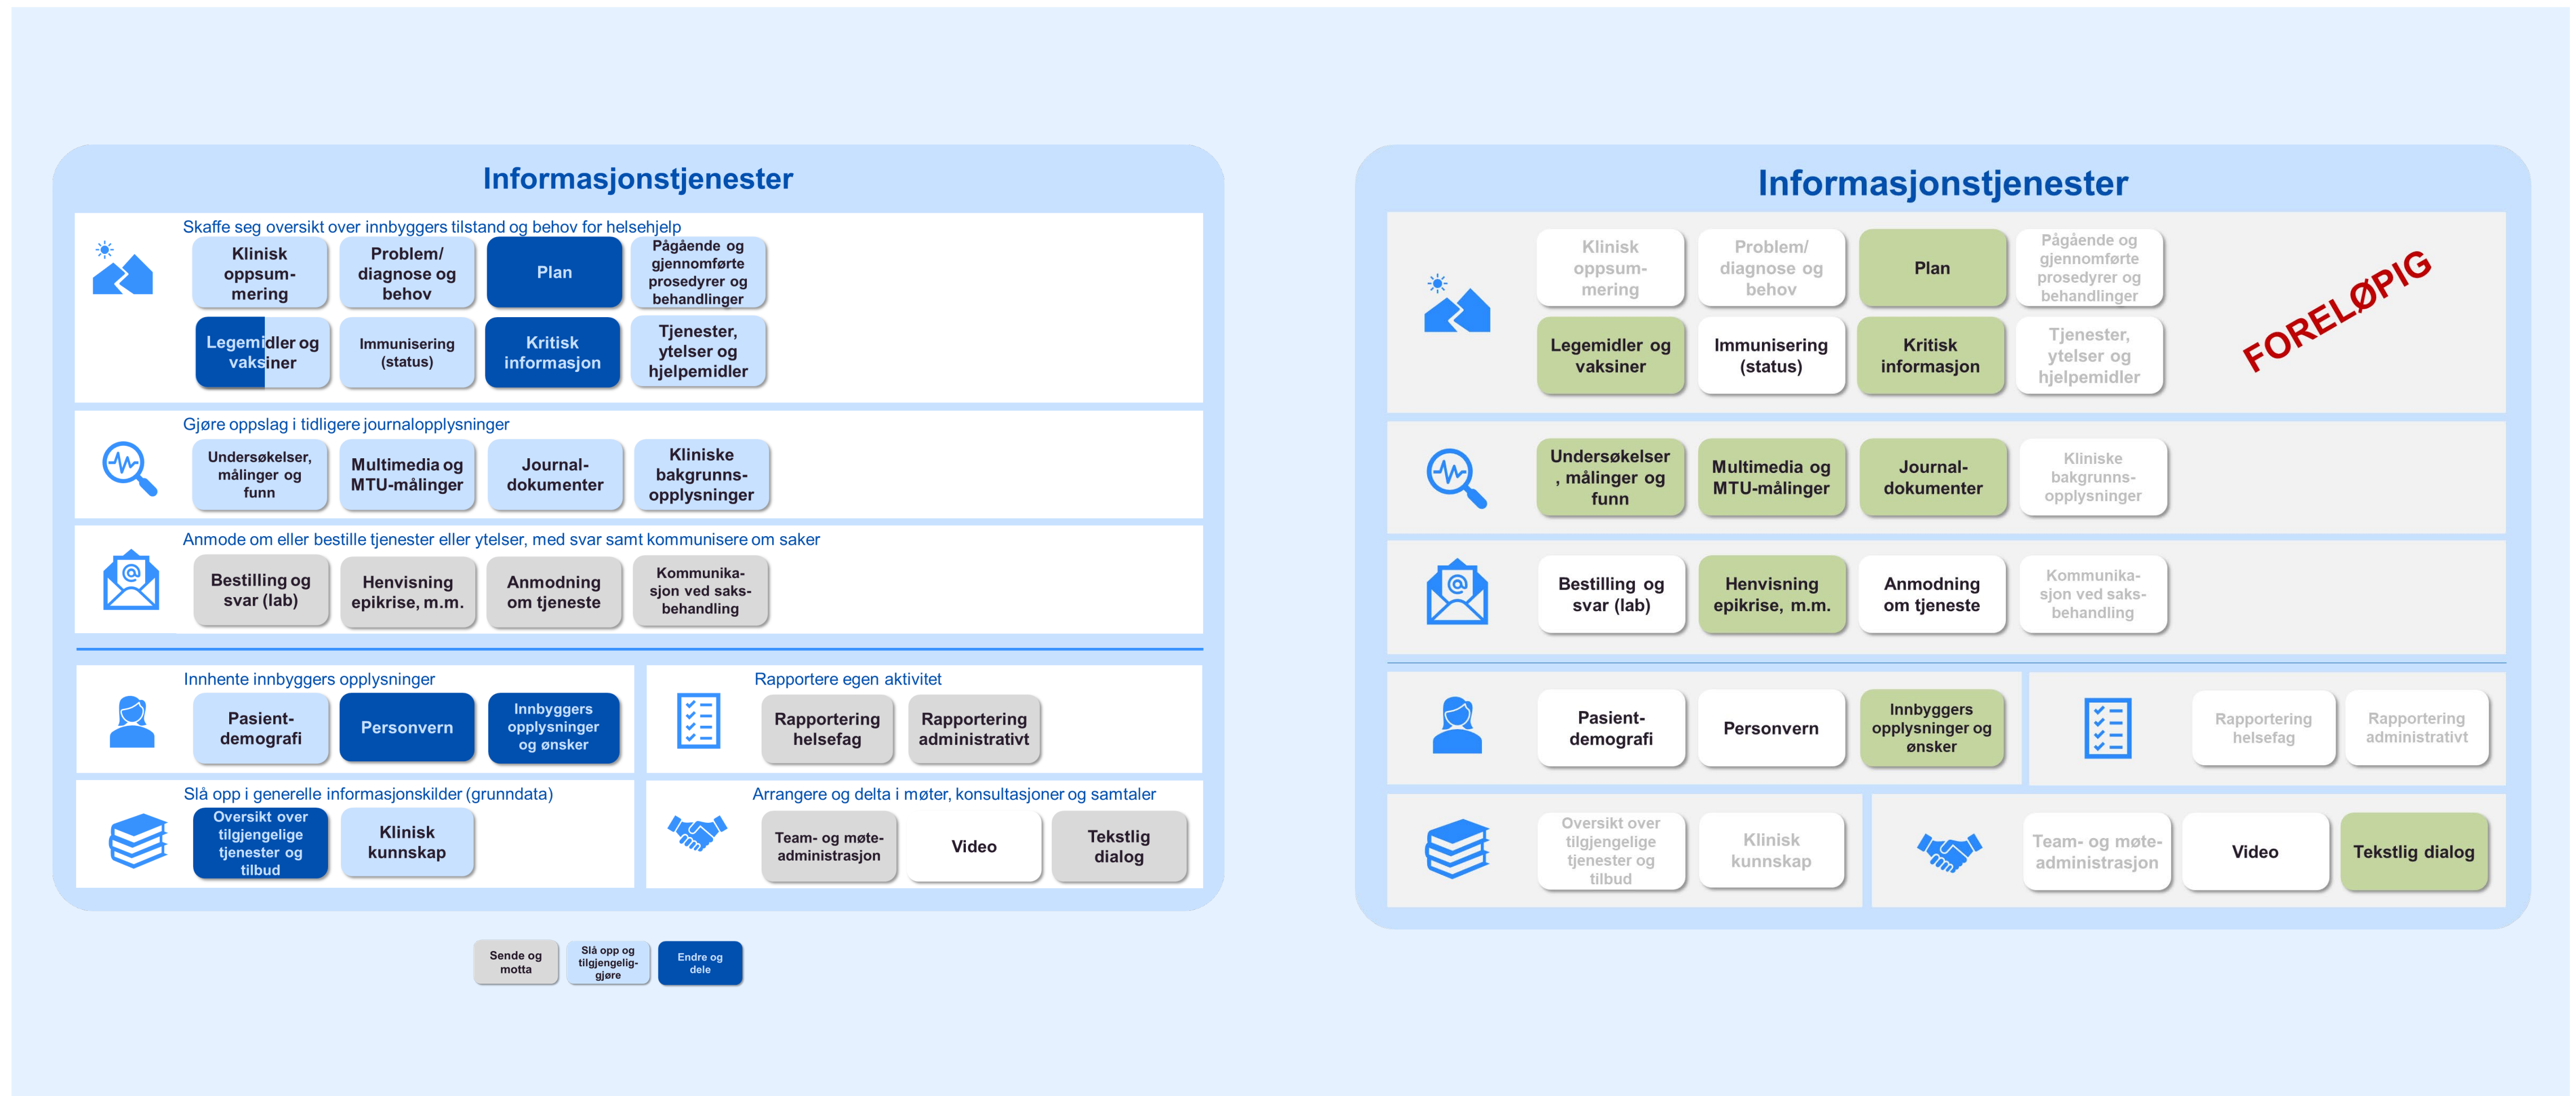 Informasjonstjenester
Skaffe seg oversikt over innbyggers tilstand og behov for helsehjelp
Klinisk
oppsum-
mering
Problem/
diagnose og
behov
Plan
Pågående og
gjennomførte
prosedyrer og
behandlinger
Legemidler og
vaksiner
Immunisering
(status)
Kritisk
informasjon
Tjenester,
ytelser og
hjelpemidler
Gjøre oppslag i tidligere journalopplysninger
Undersøkelser,
målinger og
funn
Multimedia og
MTU-målinger
Journal-
dokumenter
Kliniske
bakgrunns-
opplysninger
Anmode om eller bestille tjenester eller ytelser, med svar samt kommunisere om saker
Bestilling og
svar (lab)
Henvisning
epikrise, m.m.
Anmodning
om tjeneste
Kommunika-
sjon ved saks-
behandling
Innhente innbyggers opplysninger
Pasient-
demografi
Personvern
Innbyggers
opplysninger
og ønsker
Rapportere egen aktivitet
Rapportering
helsefag
Rapportering
administrativt
Slå opp i generelle informasjonskilder (grunndata)
Oversikt over
tilgjengelige
tjenester og
tilbud
Klinisk
kunnskap
Arrangere og delta i møter, konsultasjoner og samtaler
Team- og møte-
administrasjon
Video
Tekstlig
dialog
Sende og
motta
Slå opp og
tilgjengelig-
gjøre
Endre og
dele
Informasjonstjenester
Klinisk
oppsum-
mering
Problem/
diagnose og
behov
Plan
Pågående og
gjennomførte
prosedyrer og
behandlinger
FORELØPIG
Legemidler og
vaksiner
Immunisering
(status)
Kritisk
informasjon
Tjenester,
ytelser og
hjelpemidler
Undersøkelser
, målinger og
funn
Multimedia og
MTU-målinger
Journal-
dokumenter
Kliniske
bakgrunns-
opplysninger
Bestilling og
svar (lab)
Henvisning
epikrise, m.m.
Anmodning
om tjeneste
Kommunika-
sjon ved saks-
behandling
Pasient-
demografi
Personvern
Innbyggers
opplysninger og
ønsker
Rapportering
helsefag
Rapportering
administrativt
Oversikt over
tilgjengelige
tjenester og
tilbud
Klinisk
kunnskap
Team- og møte-
administrasjon
Video
Tekstlig dialog